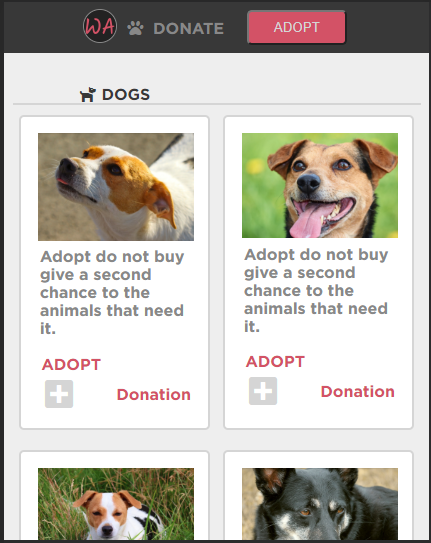 WA DONATE ADOPT
DOGS
Adopt do not buy
give a second
chance to the
animals that need
it.
ADOPT
Donation
Adopt do not buy
give a second
chance to the
animals that need
it.
ADOPT
Donation